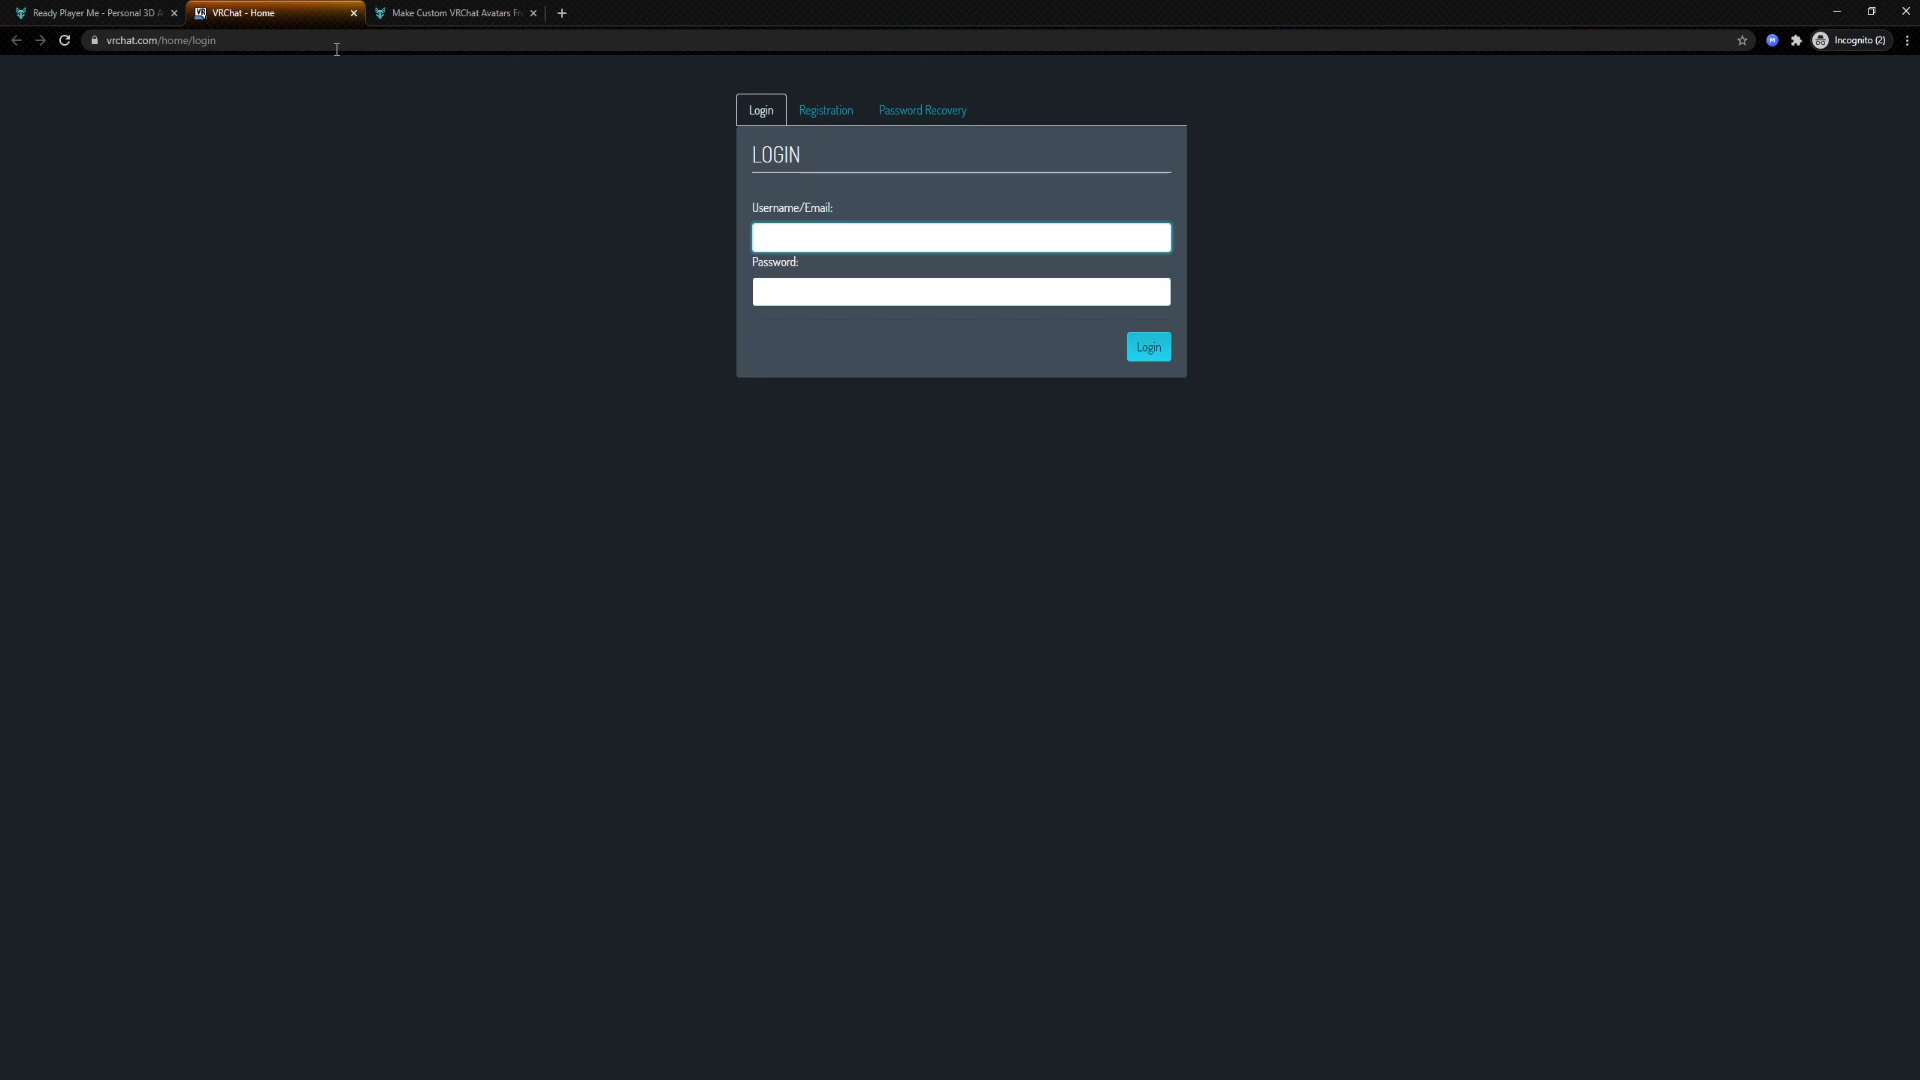 Ready Player Me - Personal 3D A
VRChat - Home
Make Custom VRChat Avatars Fr
vrchat.com/home/login
Incognito (2)
Login
Registration
Password Recovery
LOGIN
Username/Email:
Password:
Login